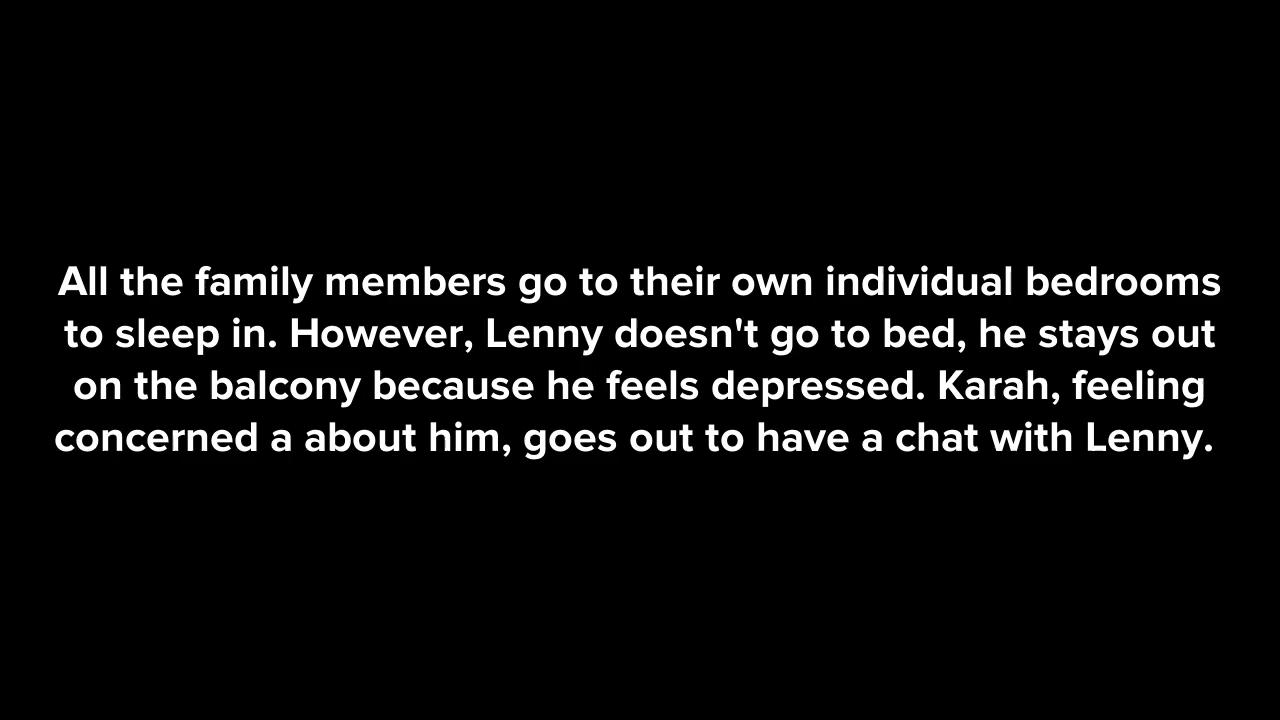 All the family members go to their own individual bedrooms
to sleep in. However, Lenny doesn't go to bed, he stays out
on the balcony because he feels depressed. Karah, feeling
concerned a about him, goes out to have a chat with Lenny.